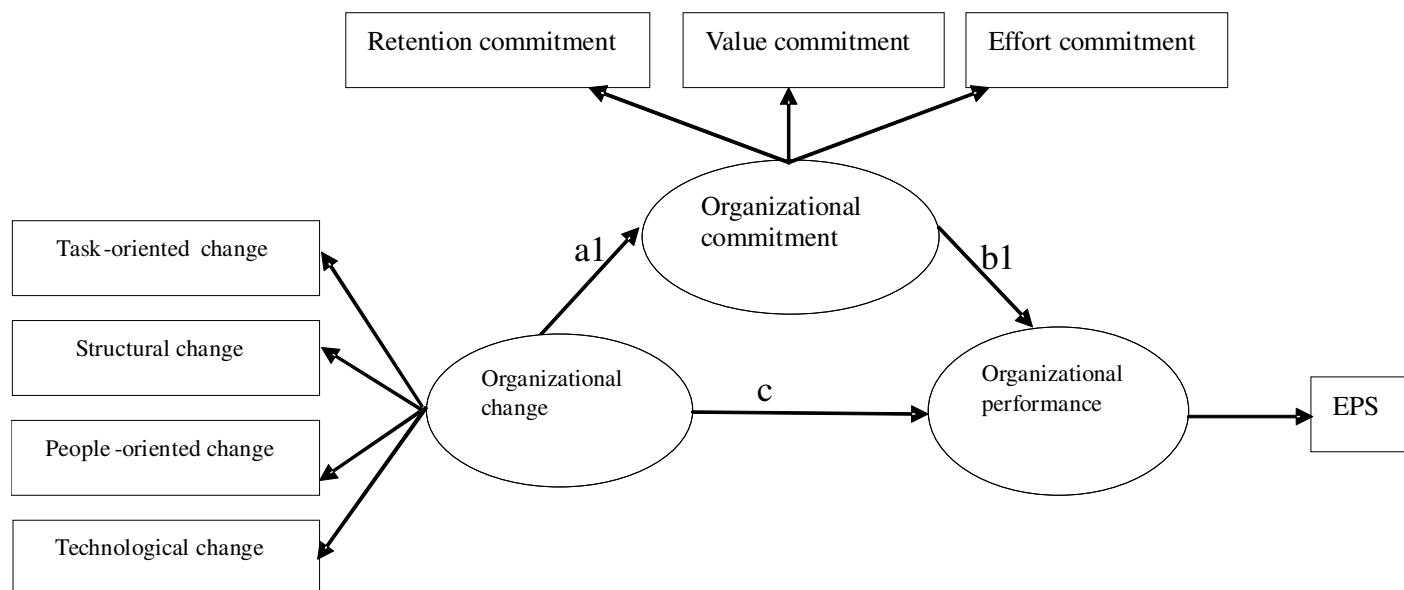 Retention commitment
Value commitment
Effort commitment
Organizational
commitment
Task-oriented change
Structural change
People-oriented change
Technological change
a1
b1
Organizational
change
c
Organizational
performance
EPS